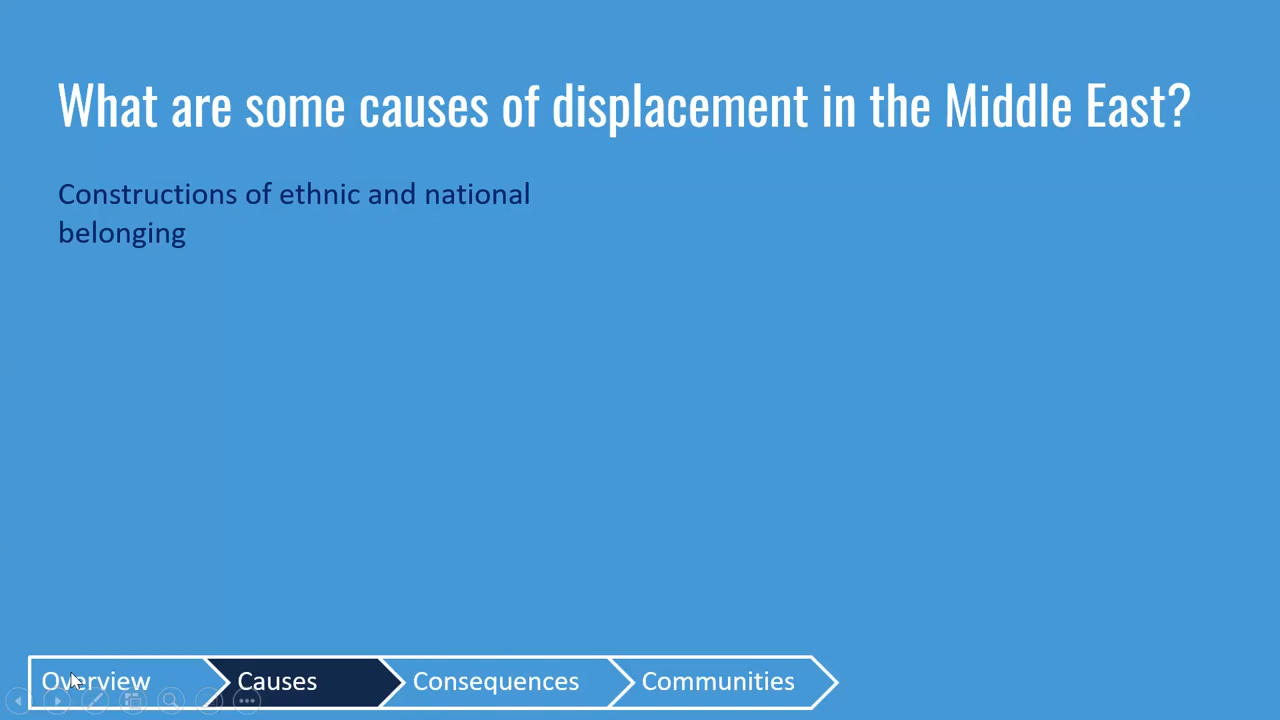 What are some causes of displacement in the Middle East?
Constructions of ethnic and national
belonging
Overview
Causes
Consequences
Communities